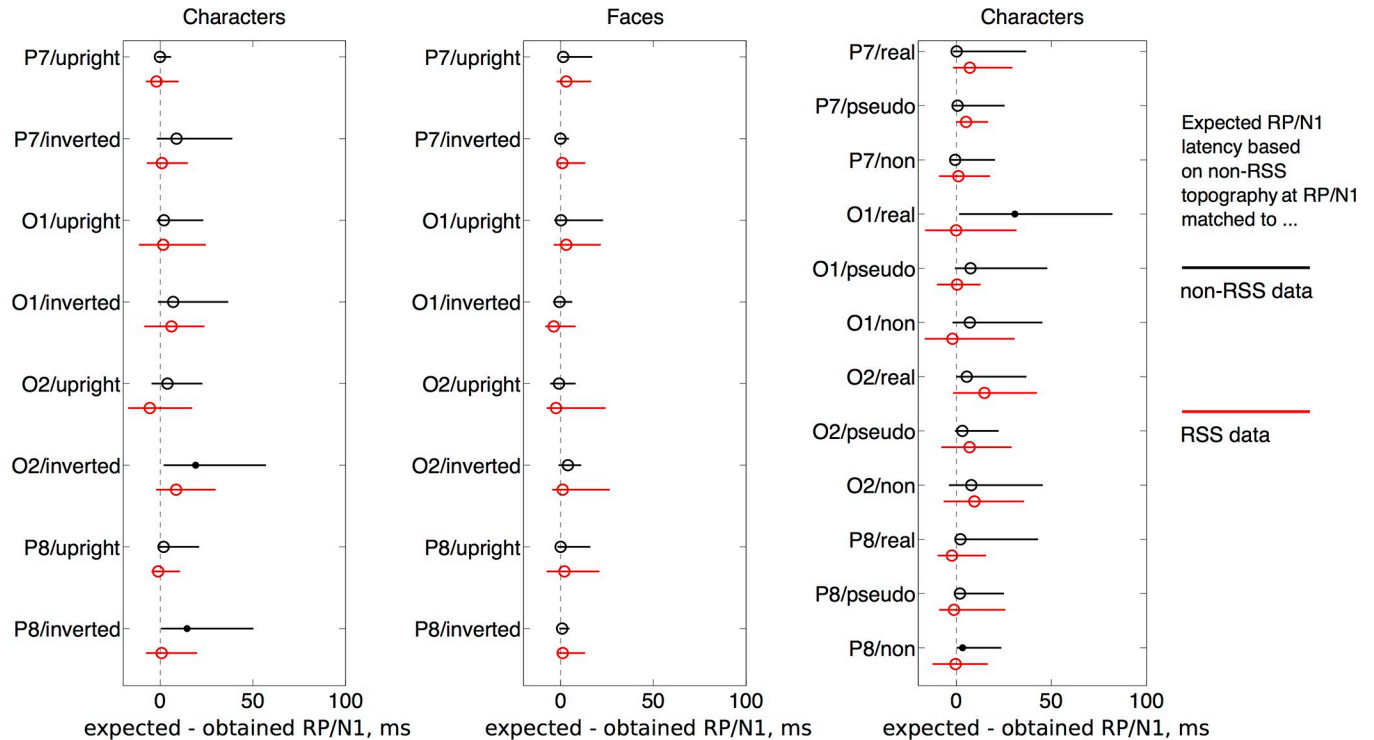 Characters
P7/upright
P7/inverted
O1/upright
O1/inverted
O2/upright
O2/inverted
P8/upright
P8/inverted
0 50 100
expected - obtained RP/N1, ms
Faces
P7/upright
P7/inverted
O1/upright
O1/inverted
O2/upright
O2/inverted
P8/upright
P8/inverted
0 50 100
expected - obtained RP/N1, ms
Characters
P7/real
P7/pseudo
P7/non
O1/real
O1/pseudo
O1/non
O2/real
O2/pseudo
O2/non
P8/real
P8/pseudo
P8/non
0 50 100
expected - obtained RP/N1, ms
Expected RP/N1
latency based
on non-RSS
topography at RP/N1
matched to ...
non-RSS data
RSS data